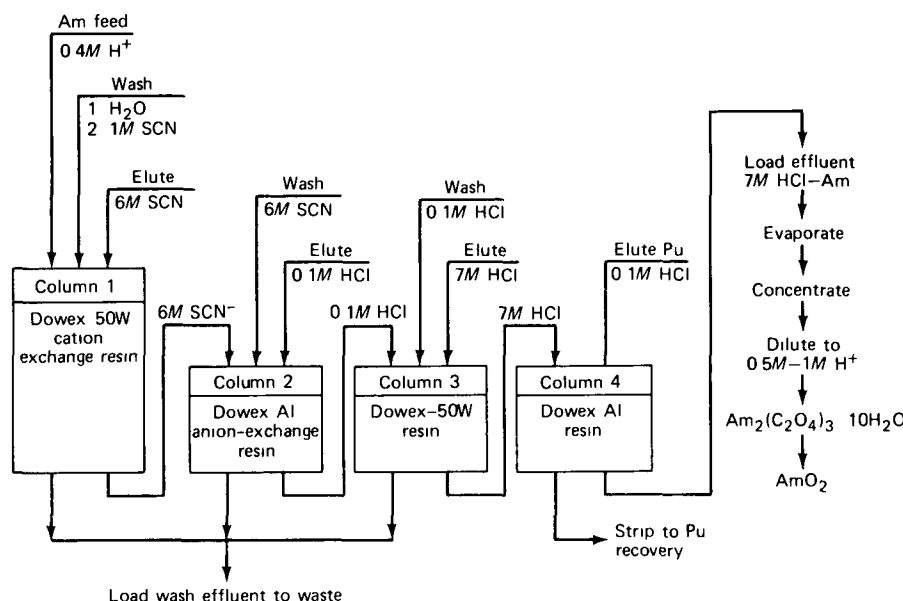 Am feed
0 4M H+
Wash
1 H2O
2 1M SCN
Elute
6M SCN
Column 1
Dowex 50W
cation
exchange resin
6M SCN−
Wash
6M SCN
Elute
0 1M HCl
Column 2
Dowex Al
anion-exchange
resin
0 1M HCl
Wash
0 1M HCl
Elute
7M HCl
Column 3
Dowex-50W
resin
7M HCl
Elute Pu
0 1M HCl
Column 4
Dowex Al
resin
Strip to Pu
recovery
Load wash effluent to waste
Load effluent
7M HCl–Am
Evaporate
Concentrate
Dilute to
0 5M–1M H+
Am2(C2O4)3 10H2O
AmO2